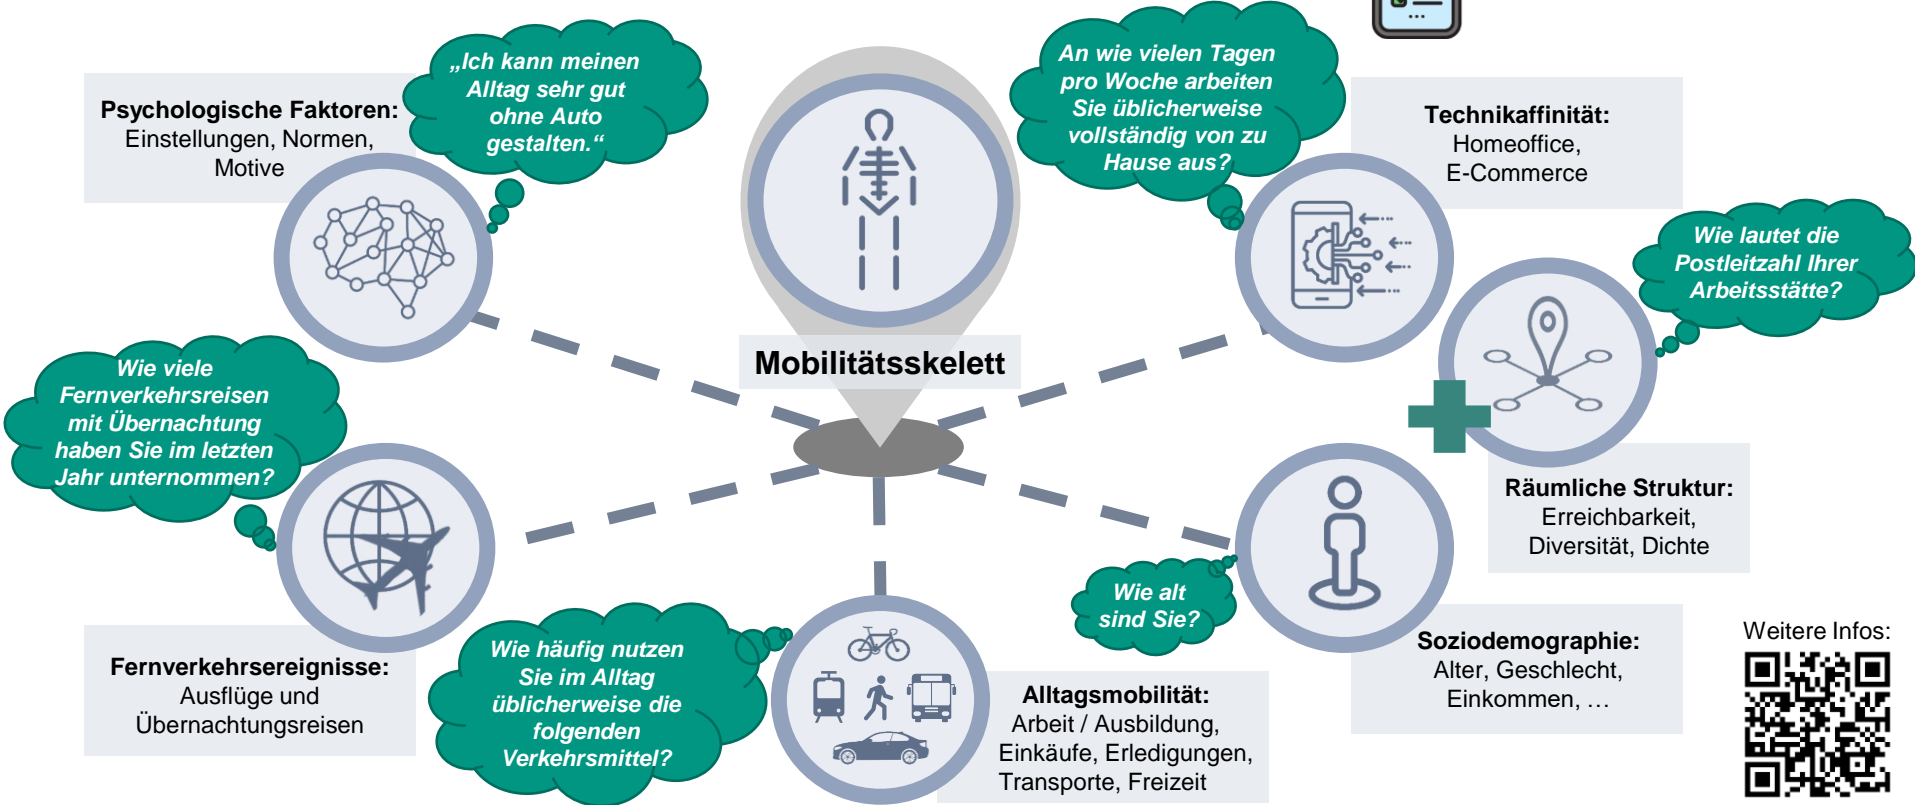 Psychologische Faktoren:
Einstellungen, Normen,
Motive
„Ich kann meinen
Alltag sehr gut
ohne Auto
gestalten.“
An wie vielen Tagen
pro Woche arbeiten
Sie üblicherweise
vollständig von zu
Hause aus?
Technikaffinität:
Homeoffice,
E-Commerce
Wie lautet die
Postleitzahl Ihrer
Arbeitsstätte?
Mobilitätsskelett
Wie viele
Fernverkehrsreisen
mit Übernachtung
haben Sie im letzten
Jahr unternommen?
Räumliche Struktur:
Erreichbarkeit,
Diversität, Dichte
Fernverkehrsereignisse:
Ausflüge und
Übernachtungsreisen
Wie häufig nutzen
Sie im Alltag
üblicherweise die
folgenden
Verkehrsmittel?
Alltagsmobilität:
Arbeit / Ausbildung,
Einkäufe, Erledigungen,
Transporte, Freizeit
Wie alt
sind Sie?
Soziodemographie:
Alter, Geschlecht,
Einkommen, …
Weitere Infos: